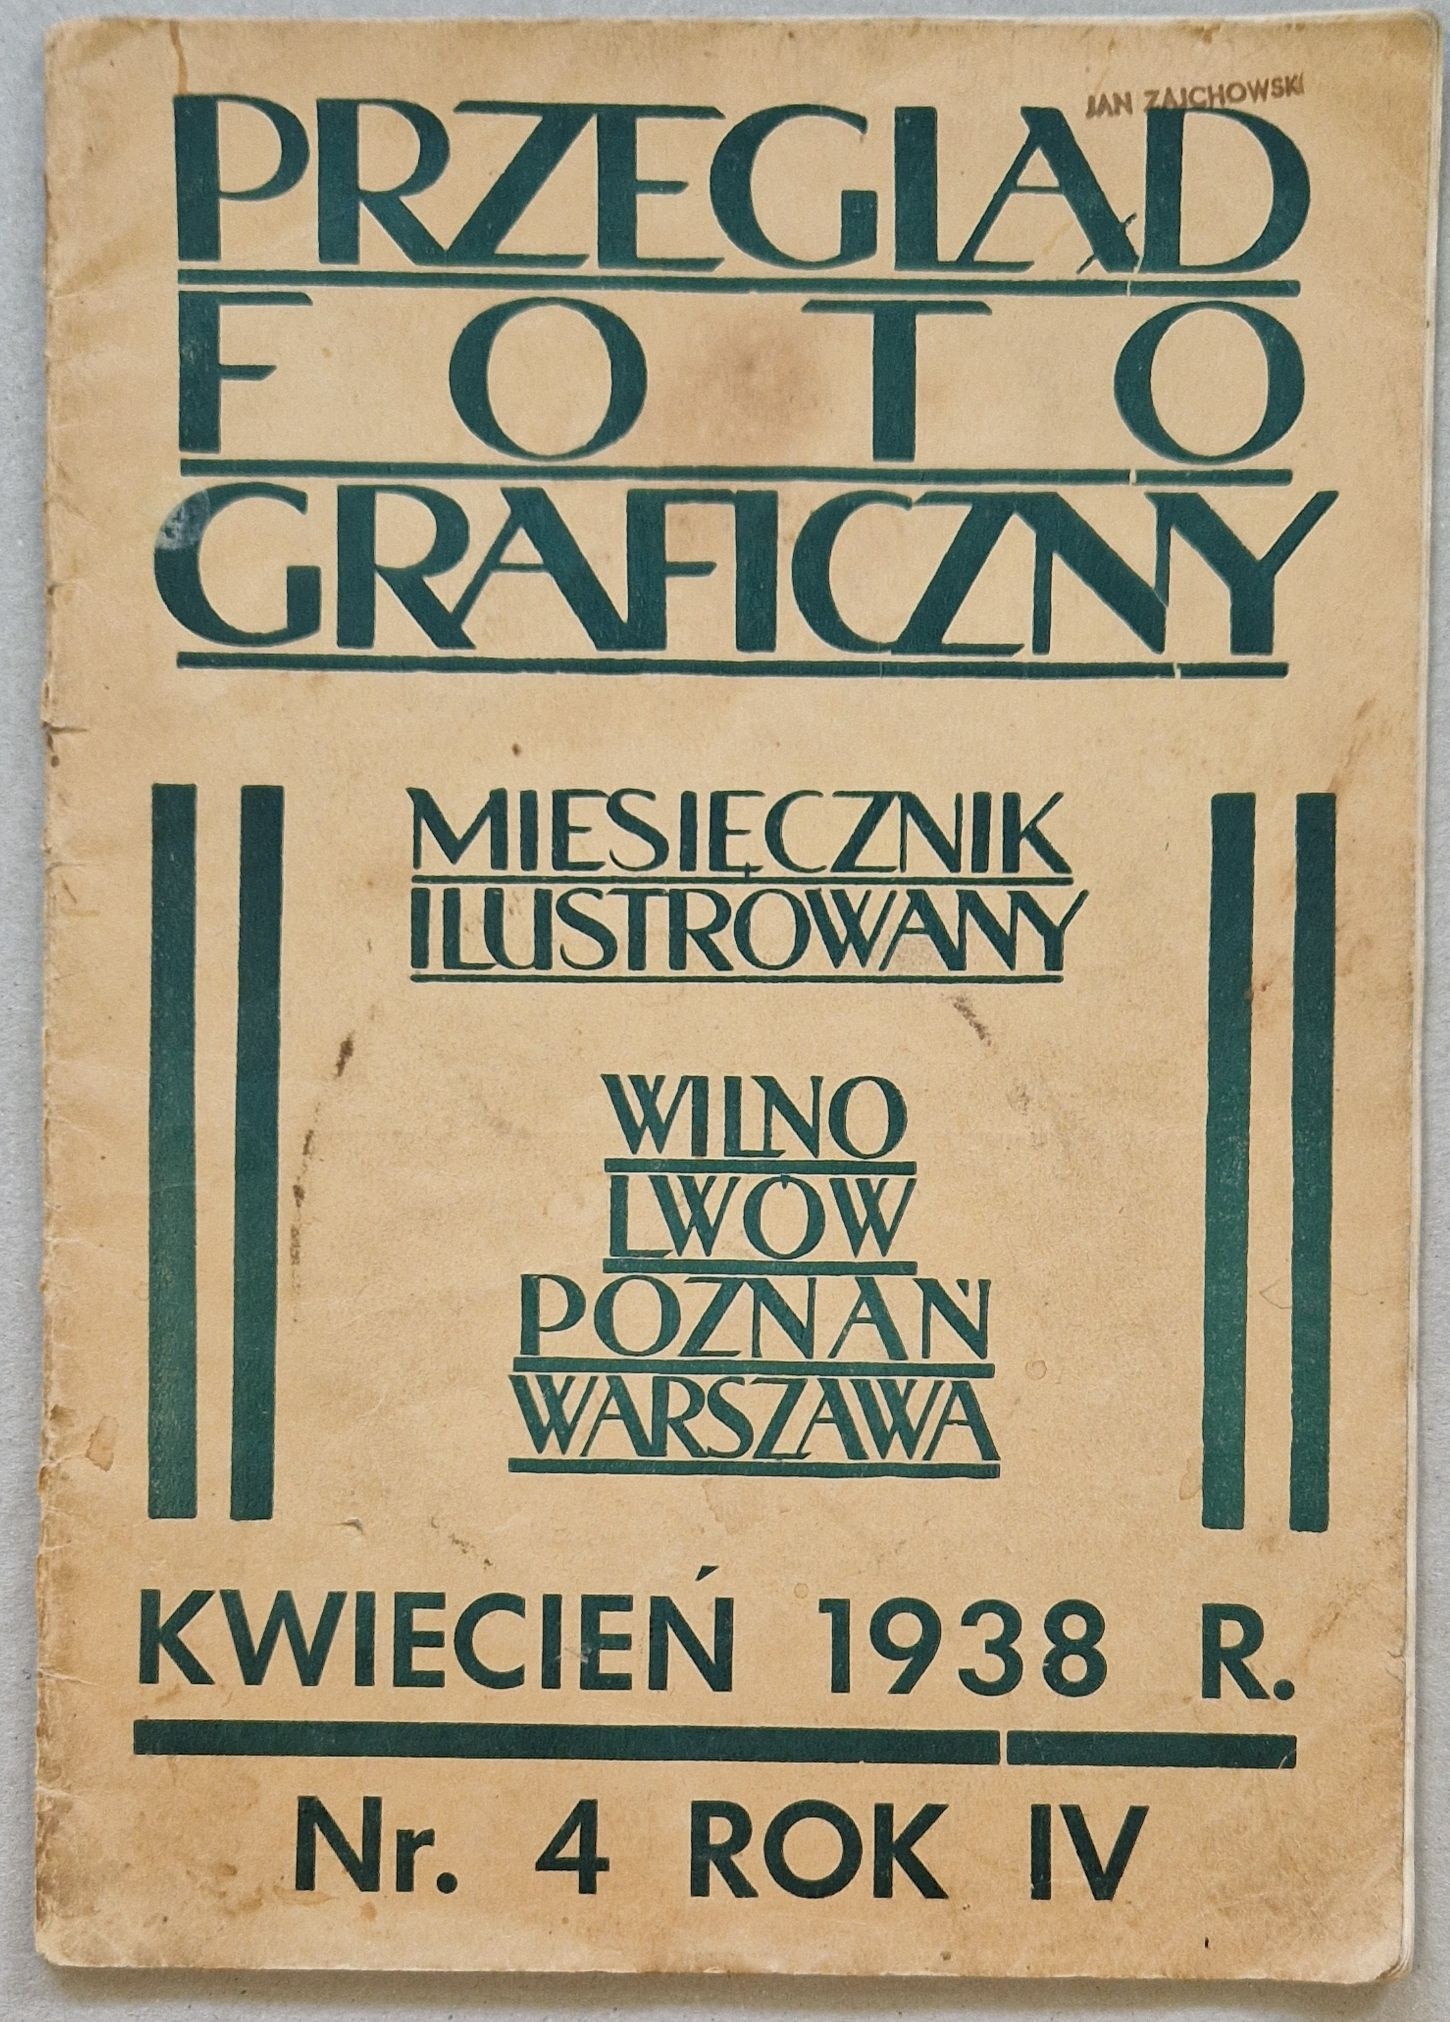 JAN ZAJCHOWSKI
PRZEGLĄD
FOTO
GRAFICZNY
MIESIĘCZNIK
ILUSTROWANY
WILNO
LWÓW
POZNAŃ
WARSZAWA
KWIECIEŃ 1938 R.
Nr. 4 ROK IV